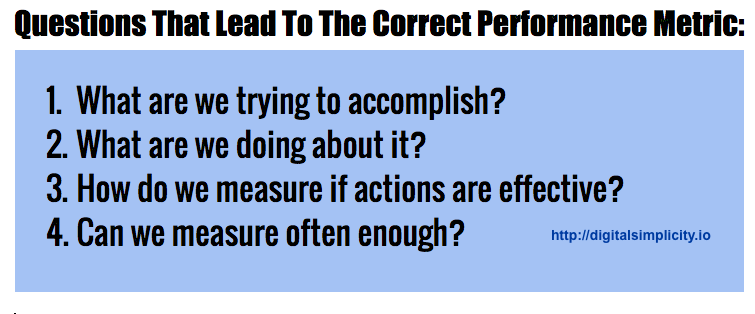 Questions That Lead To The Correct Performance Metric:
1. What are we trying to accomplish?
2. What are we doing about it?
3. How do we measure if actions are effective?
4. Can we measure often enough?
http://digitalsimplicity.io